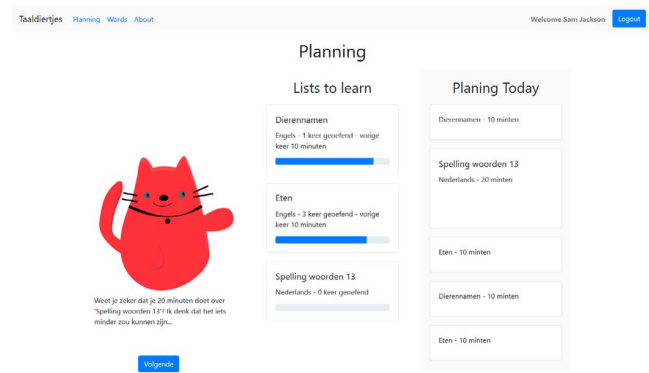 Taaldiertjes Planning Words About Welcome Sam Jackson Logout
Planning
Lists to learn
Dierennamen
Engels - 1 keer geoefend - vorige
keer 10 minuten
Eten
Engels - 3 keer geoefend - vorige
keer 10 minuten
Spelling woorden 13
Nederlands - 0 keer geoefend
Planing Today
Dierennamen - 10 minten
Spelling woorden 13
Nederlands - 20 minuten
Eten - 10 minten
Dierennamen - 10 minten
Eten - 10 minten
Weet je zeker dat je 20 minuten doet over
'Spelling woorden 13'? Ik denk dat het iets
minder zou kunnen zijn...
Volgende